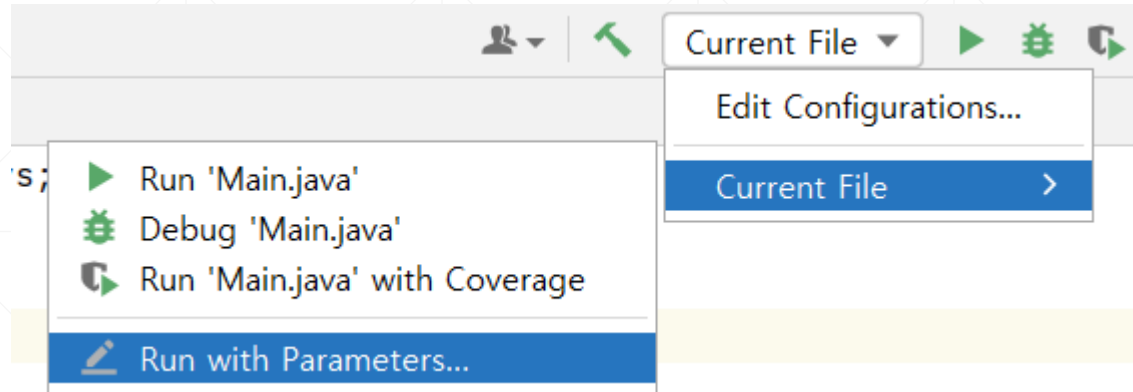 Current File
Edit Configurations...
Current File
's;
Run 'Main.java'
Debug 'Main.java'
Run 'Main.java' with Coverage
Run with Parameters...